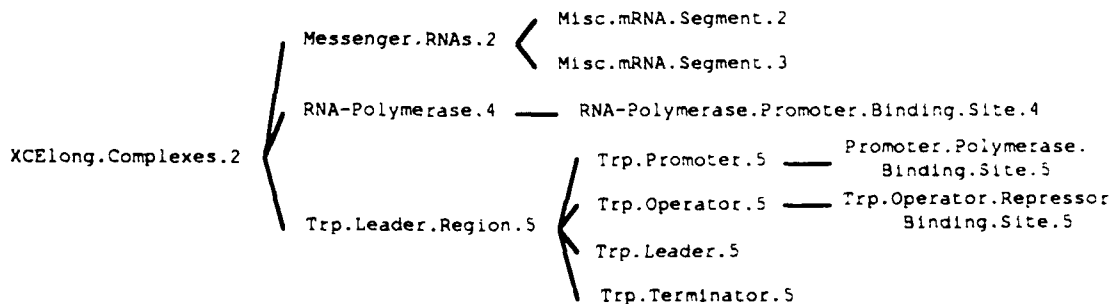 Misc.mRNA.Segment.2
Messenger.RNAs.2
Misc.mRNA.Segment.3
RNA-Polymerase.4
RNA-Polymerase.Promoter.Binding.Site.4
XCElong.Complexes.2
Trp.Promoter.5
Promoter.Polymerase.
Binding.Site.5
Trp.Operator.5
Trp.Operator.Repressor
Binding.Site.5
Trp.Leader.Region.5
Trp.Leader.5
Trp.Terminator.5